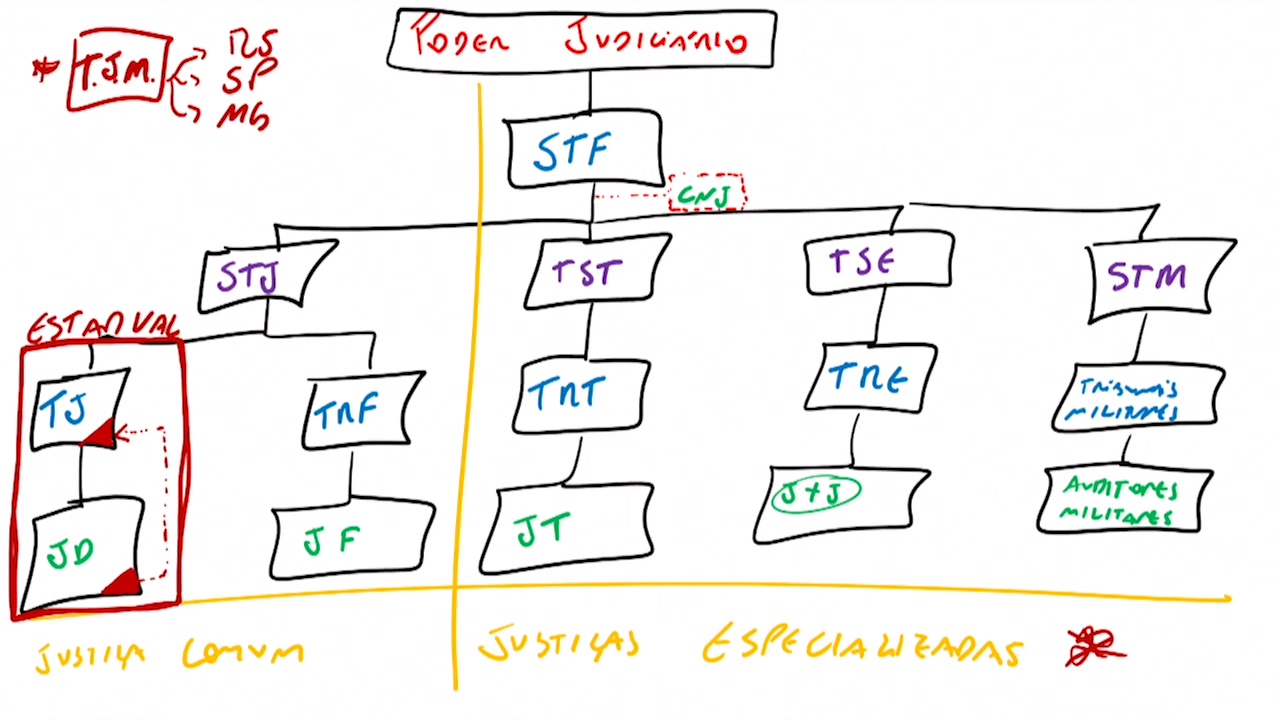 PODER JUDICIÁRIO
* T.J.M.
RS
SP
MG
STF
CNJ
STJ
TST
TSE
STM
ESTADUAL
TJ
TRF
TRT
TRE
TRIBUNAIS
MILITARES
JD
JF
JT
J+J
AUDITORES
MILITARES
JUSTIÇA COMUM
JUSTIÇAS ESPECIALIZADAS